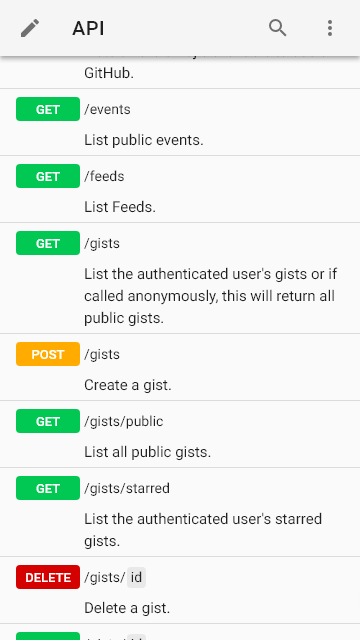 API
GitHub.
GET /events
List public events.
GET /feeds
List Feeds.
GET /gists
List the authenticated user's gists or if
called anonymously, this will return all
public gists.
POST /gists
Create a gist.
GET /gists/public
List all public gists.
GET /gists/starred
List the authenticated user's starred
gists.
DELETE /gists/ id
Delete a gist.